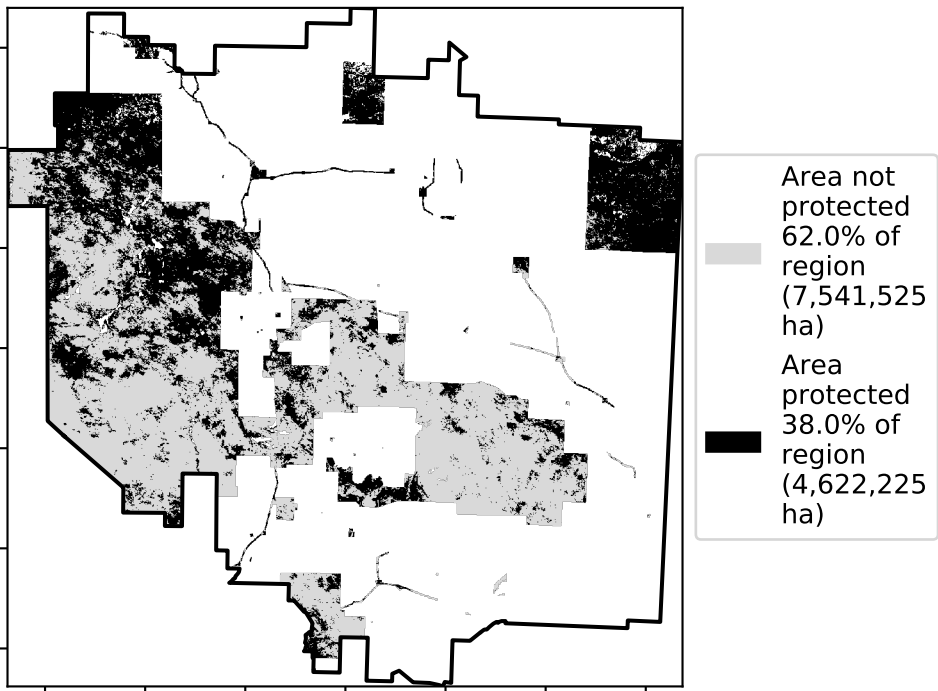 Area not
protected
62.0% of
region
(7,541,525
ha)
Area
protected
38.0% of
region
(4,622,225
ha)